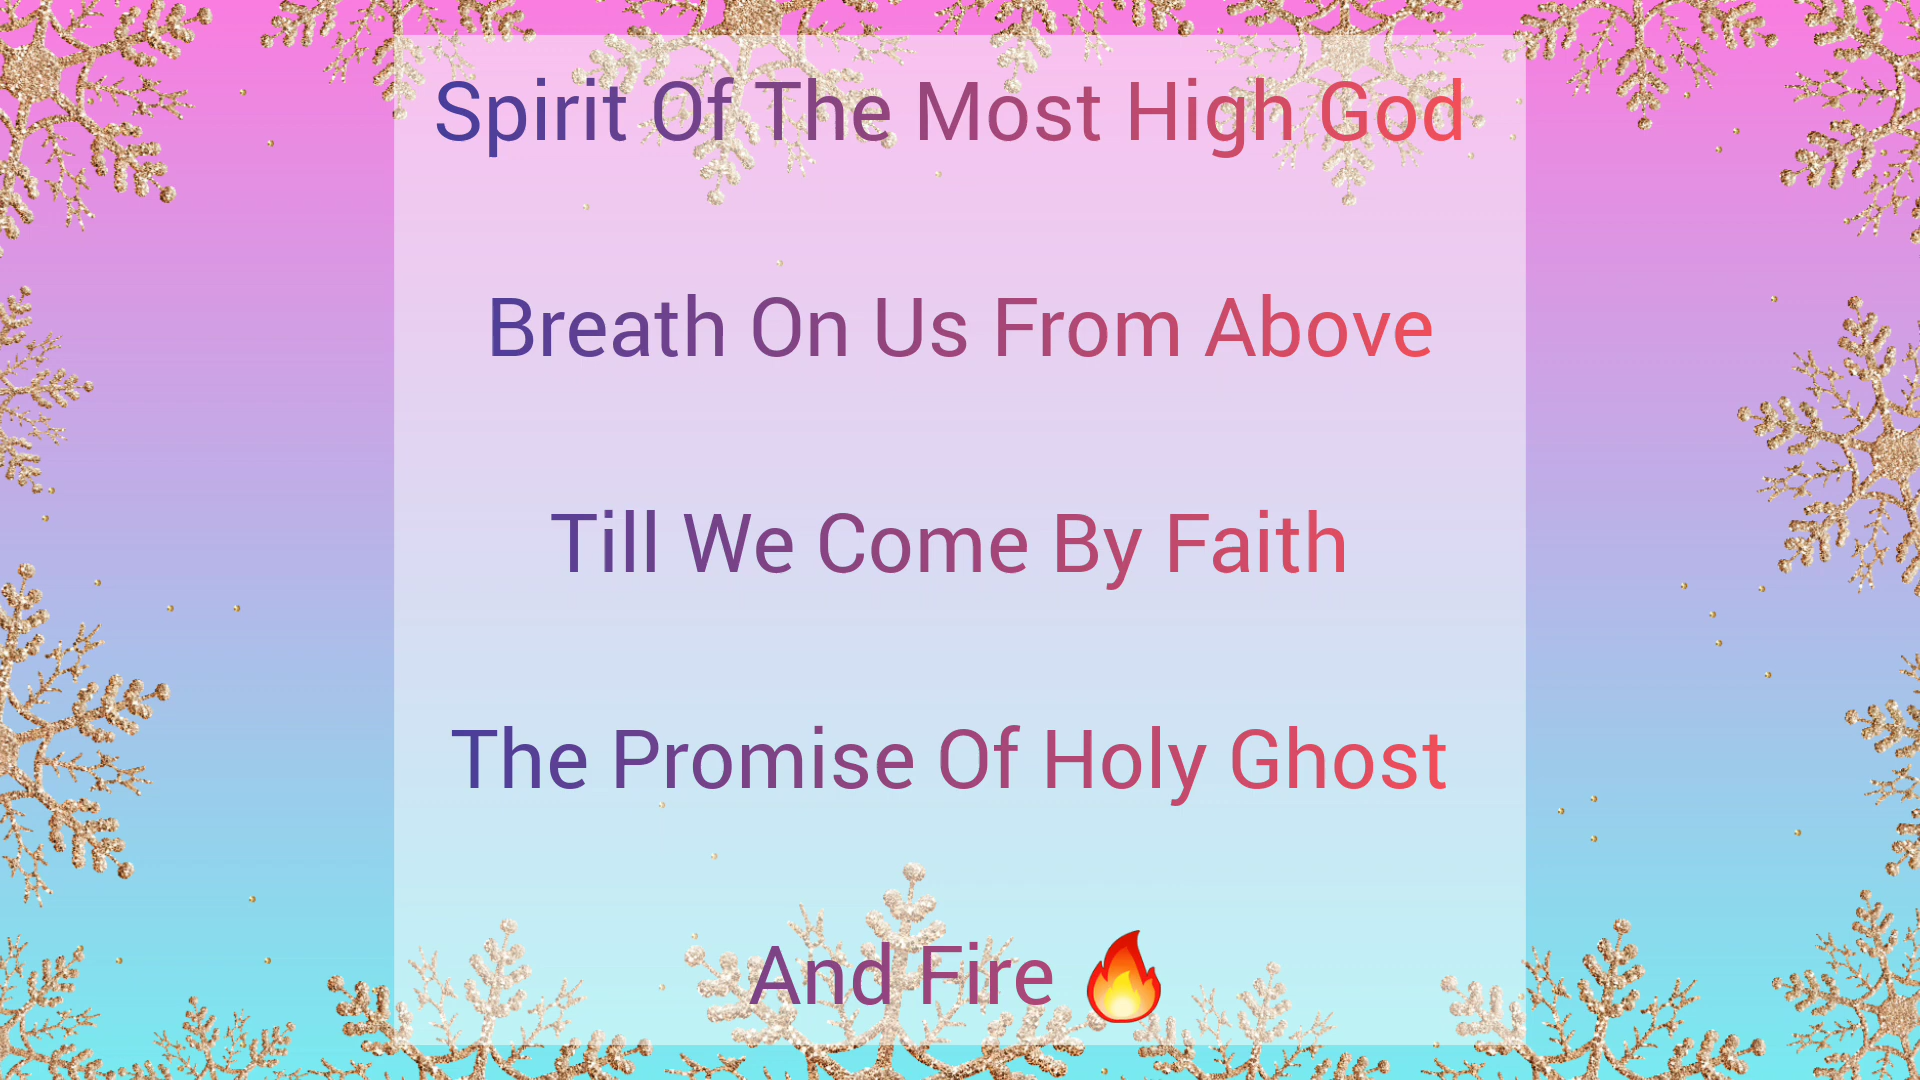 Spirit Of The Most High God
Breath On Us From Above
Till We Come By Faith
The Promise Of Holy Ghost
And Fire 🔥